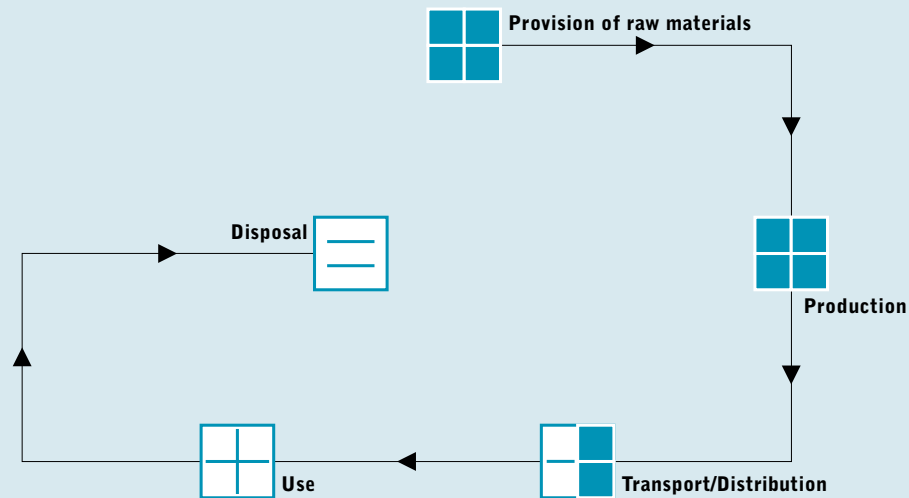 Provision of raw materials
Disposal
Production
Use
Transport/Distribution